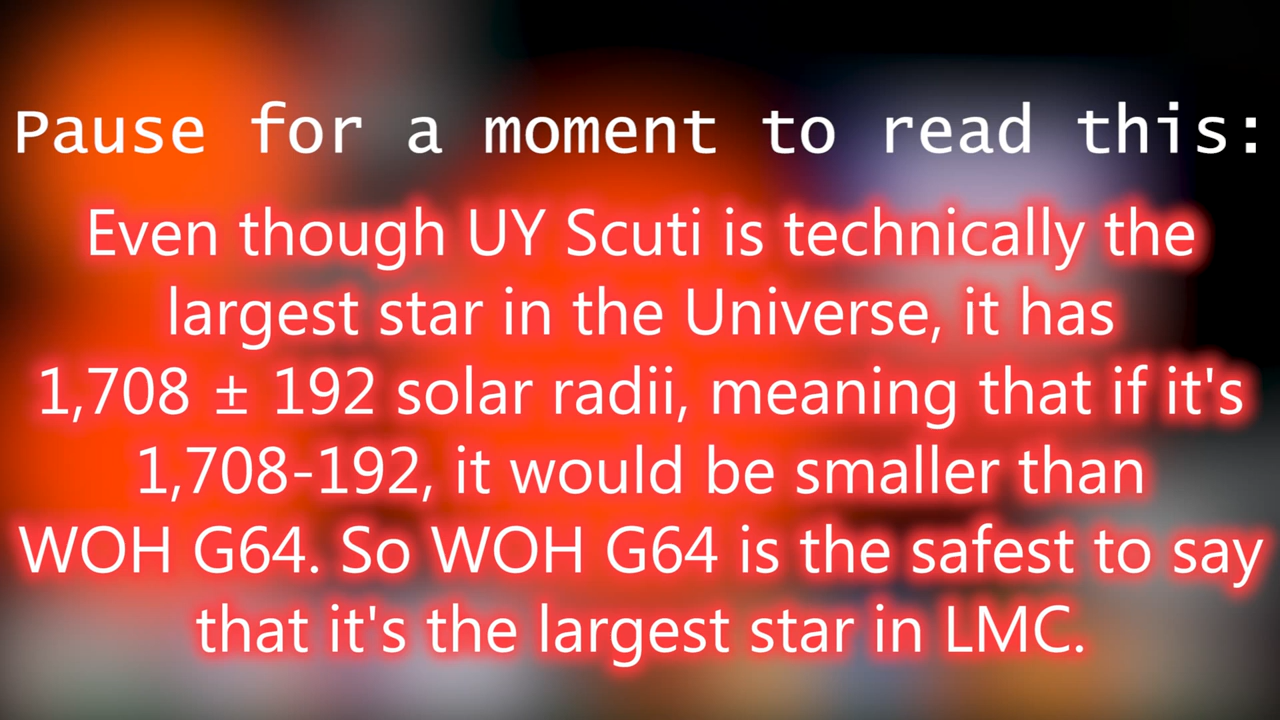 Pause for a moment to read this:
Even though UY Scuti is technically the
largest star in the Universe, it has
1,708 ± 192 solar radii, meaning that if it's
1,708-192, it would be smaller than
WOH G64. So WOH G64 is the safest to say
that it's the largest star in LMC.